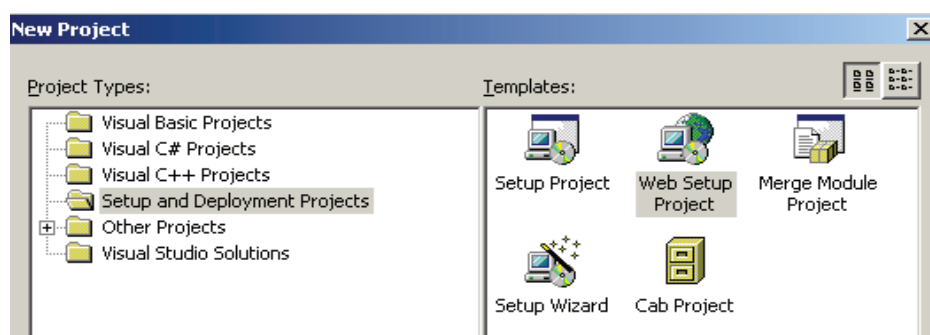 New Project
Project Types:
Templates:
Visual Basic Projects
Visual C# Projects
Visual C++ Projects
Setup and Deployment Projects
Other Projects
Visual Studio Solutions
Setup Project
Web Setup
Project
Merge Module
Project
Setup Wizard
Cab Project